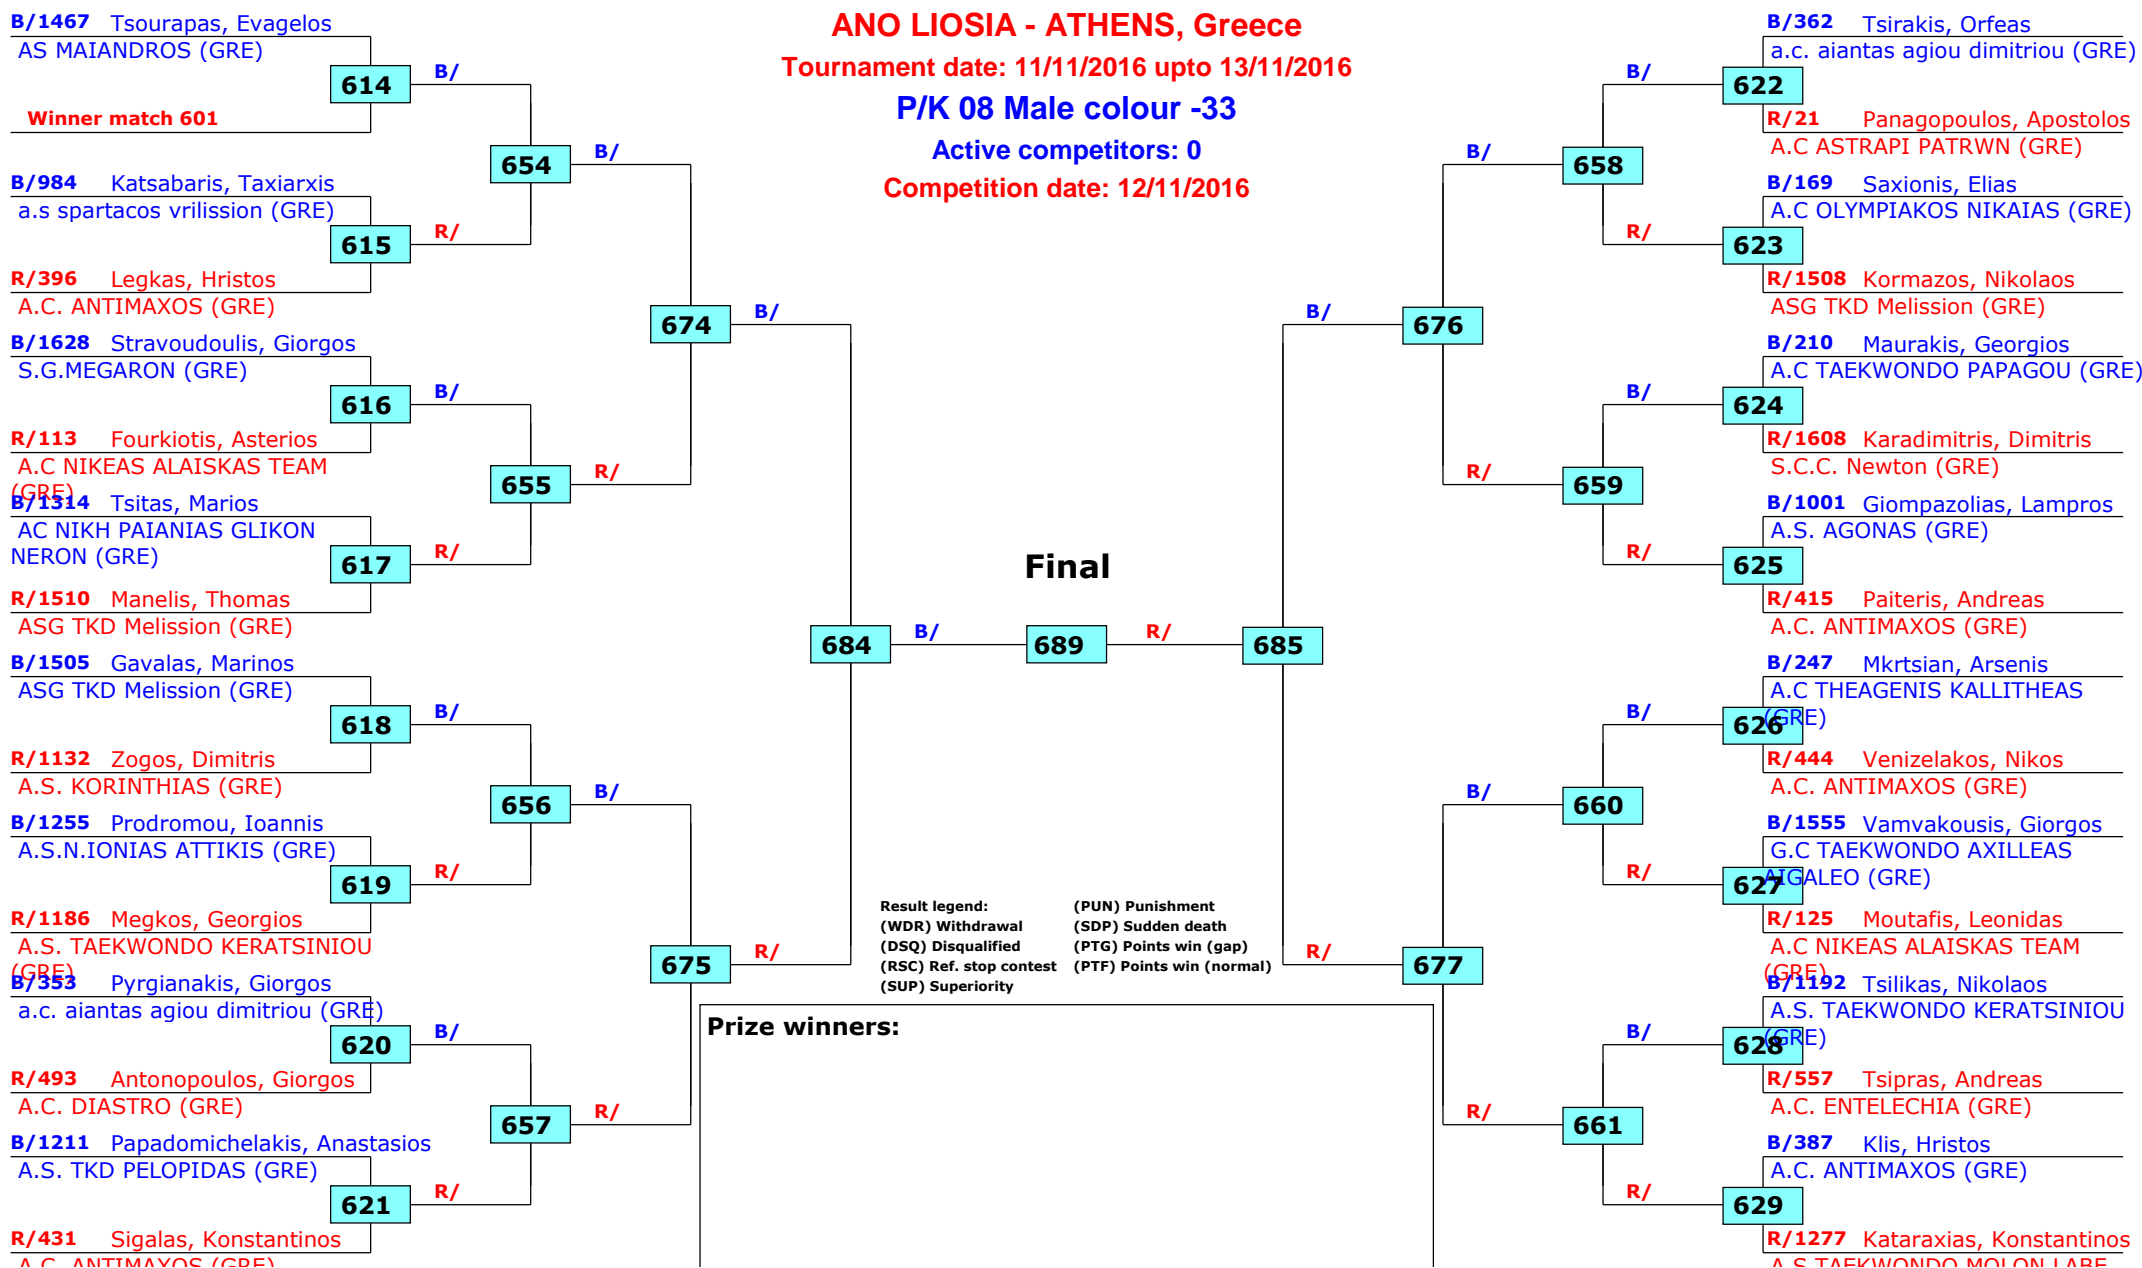 ANO LIOSIA - ATHENS, Greece
Tournament date: 11/11/2016 upto 13/11/2016
P/K 08 Male colour -33
Active competitors: 0
Competition date: 12/11/2016
B/1467 Tsourapas, Evagelos
AS MAIANDROS (GRE)
614
Winner match 601
B/984 Katsabaris, Taxiarxis
a.s spartacos vrilission (GRE)
615
R/396 Legkas, Hristos
A.C. ANTIMAXOS (GRE)
B/1628 Stravoudoulis, Giorgos
S.G.MEGARON (GRE)
616
R/113 Fourkiotis, Asterios
A.C NIKEAS ALAISKAS TEAM
(GRE)
B/1314 Tsitas, Marios
AC NIKH PAIANIAS GLIKON
NERON (GRE)
617
R/1510 Manelis, Thomas
ASG TKD Melission (GRE)
B/1505 Gavalas, Marinos
ASG TKD Melission (GRE)
618
R/1132 Zogos, Dimitris
A.S. KORINTHIAS (GRE)
B/1255 Prodromou, Ioannis
A.S.N.IONIAS ATTIKIS (GRE)
619
R/1186 Megkos, Georgios
A.S. TAEKWONDO KERATSINIOU
(GRE)
B/353 Pyrgianakis, Giorgos
a.c. aiantas agiou dimitriou (GRE)
620
R/493 Antonopoulos, Giorgos
A.C. DIASTRO (GRE)
B/1211 Papadomichelakis, Anastasios
A.S. TKD PELOPIDAS (GRE)
621
R/431 Sigalas, Konstantinos
A.C. ANTIMAXOS (GRE)
B/
R/
B/
R/
B/
R/
B/
R/
654
655
656
657
B/
R/
B/
R/
674
675
B/
R/
684
B/
Final
689
R/
685
B/
R/
676
677
B/
R/
B/
R/
658
659
660
661
B/
R/
B/
R/
B/
R/
B/
R/
B/362 Tsirakis, Orfeas
a.c. aiantas agiou dimitriou (GRE)
622
R/21 Panagopoulos, Apostolos
A.C ASTRAPI PATRWN (GRE)
B/169 Saxionis, Elias
A.C OLYMPIAKOS NIKAIAS (GRE)
623
R/1508 Kormazos, Nikolaos
ASG TKD Melission (GRE)
B/210 Maurakis, Georgios
A.C TAEKWONDO PAPAGOU (GRE)
624
R/1608 Karadimitris, Dimitris
S.C.C. Newton (GRE)
B/1001 Giompazolias, Lampros
A.S. AGONAS (GRE)
625
R/415 Paiteris, Andreas
A.C. ANTIMAXOS (GRE)
B/247 Mkrtsian, Arsenis
A.C THEAGENIS KALLITHEAS
(GRE)
626
R/444 Venizelakos, Nikos
A.C. ANTIMAXOS (GRE)
B/1555 Vamvakousis, Giorgos
G.C TAEKWONDO AXILLEAS
AIGALEO (GRE)
627
R/125 Moutafis, Leonidas
A.C NIKEAS ALAISKAS TEAM
(GRE)
B/1192 Tsilikas, Nikolaos
A.S. TAEKWONDO KERATSINIOU
(GRE)
628
R/557 Tsipras, Andreas
A.C. ENTELECHIA (GRE)
B/387 Klis, Hristos
A.C. ANTIMAXOS (GRE)
629
R/1277 Kataraxias, Konstantinos
A.S TAEKWONDO MOLON LABE
Result legend:
(WDR) Withdrawal
(DSQ) Disqualified
(RSC) Ref. stop contest
(SUP) Superiority
(PUN) Punishment
(SDP) Sudden death
(PTG) Points win (gap)
(PTF) Points win (normal)
Prize winners: